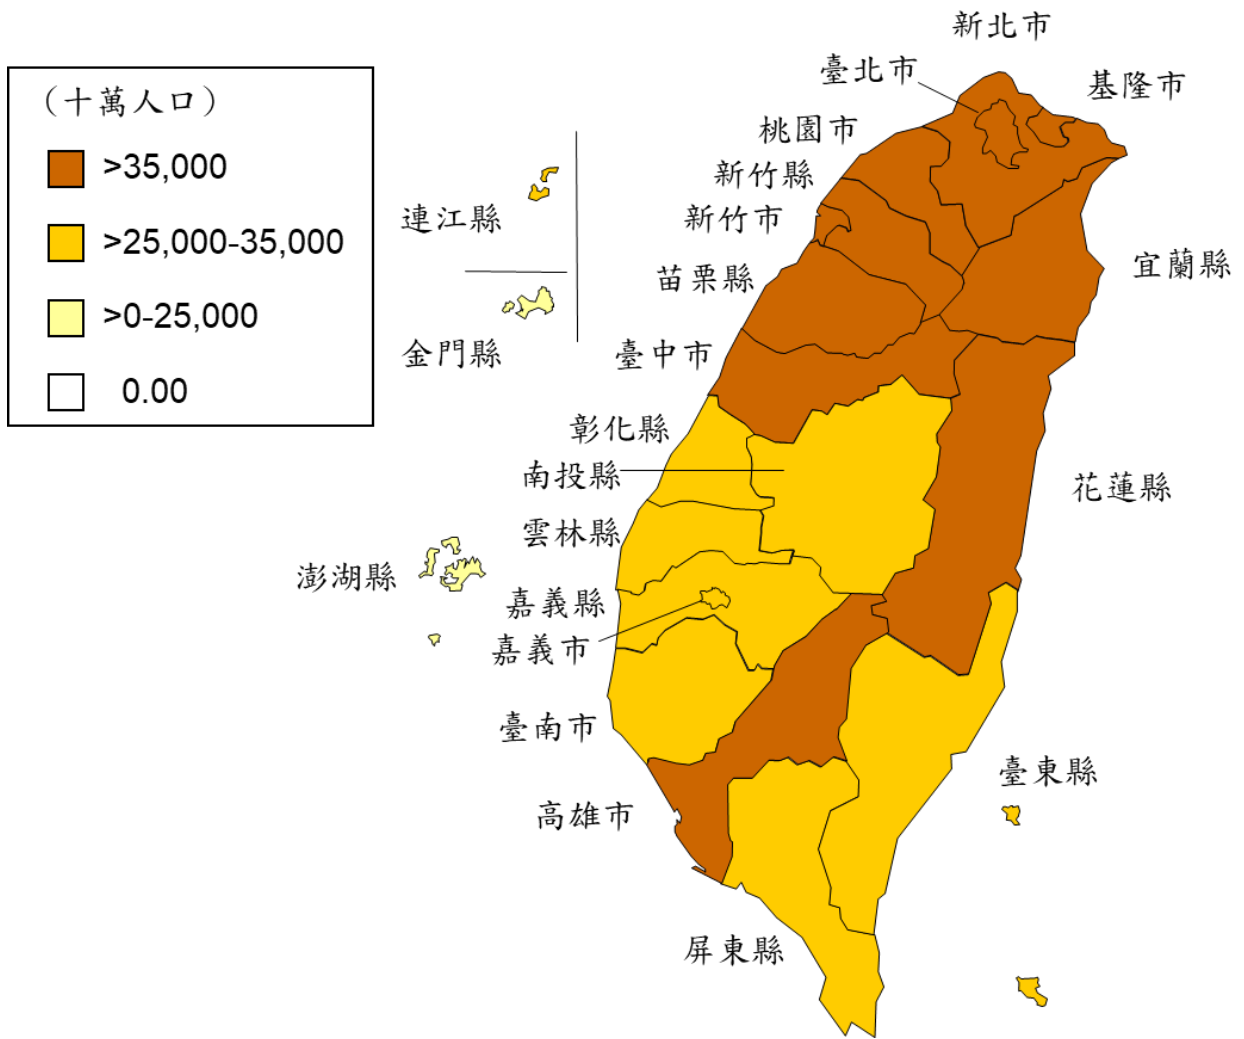 (十萬人口)
>35,000
>25,000-35,000
>0-25,000
0.00
新北市
臺北市
基隆市
桃園市
新竹縣
新竹市
連江縣
宜蘭縣
苗栗縣
金門縣
臺中市
彰化縣
南投縣
花蓮縣
雲林縣
澎湖縣
嘉義縣
嘉義市
臺南市
臺東縣
高雄市
屏東縣